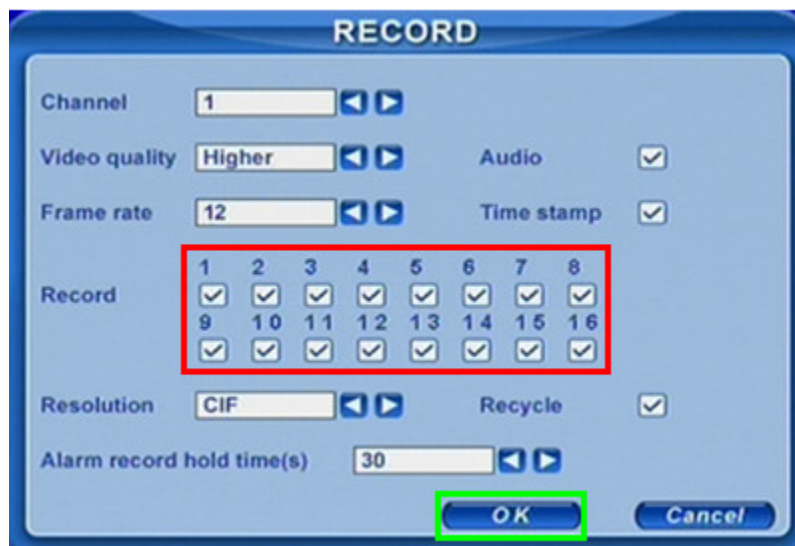 RECORD
Channel 1
Video quality Higher Audio
Frame rate 12 Time stamp
1 2 3 4 5 6 7 8
Record
9 10 11 12 13 14 15 16
Resolution CIF Recycle
Alarm record hold time(s) 30
OK Cancel